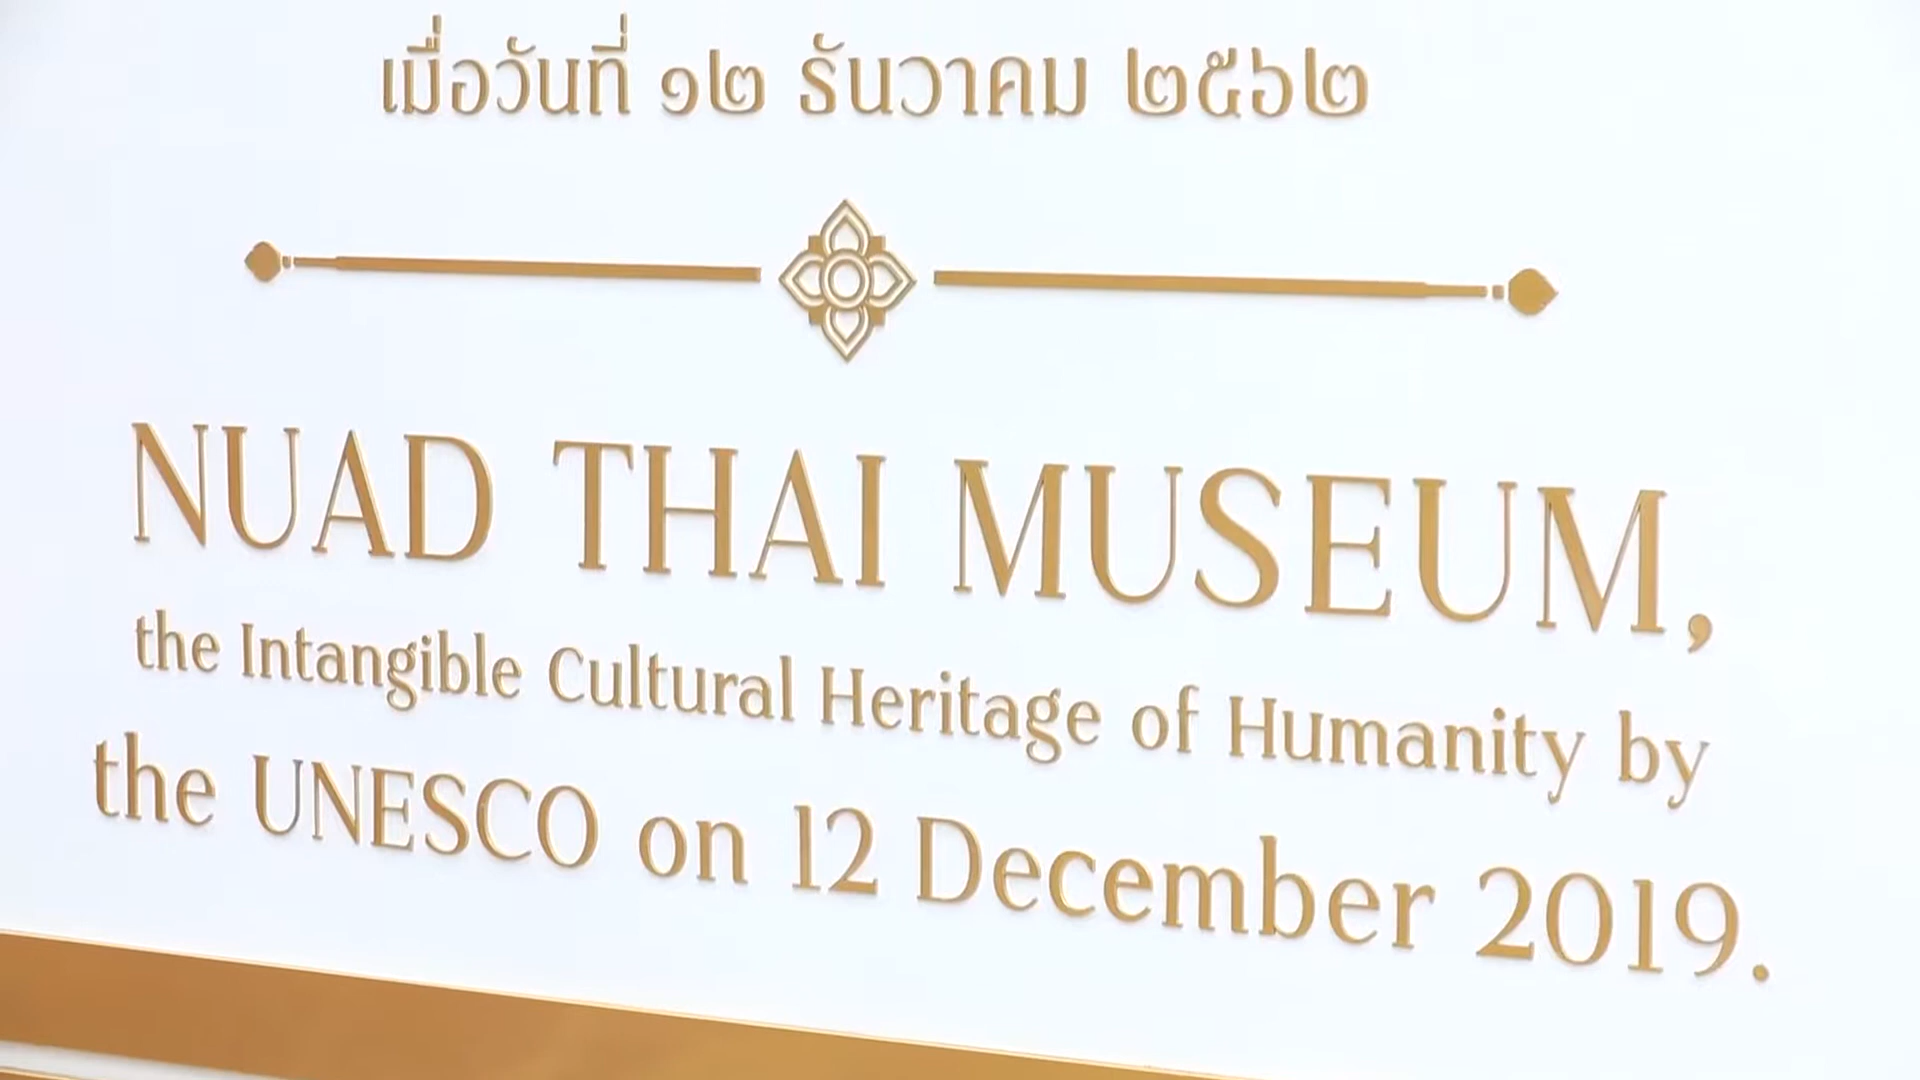 เมื่อวันที่ ๑๒ ธันวาคม ๒๕๖๒
NUAD THAI MUSEUM,
the Intangible Cultural Heritage of Humanity by
the UNESCO on 12 December 2019.